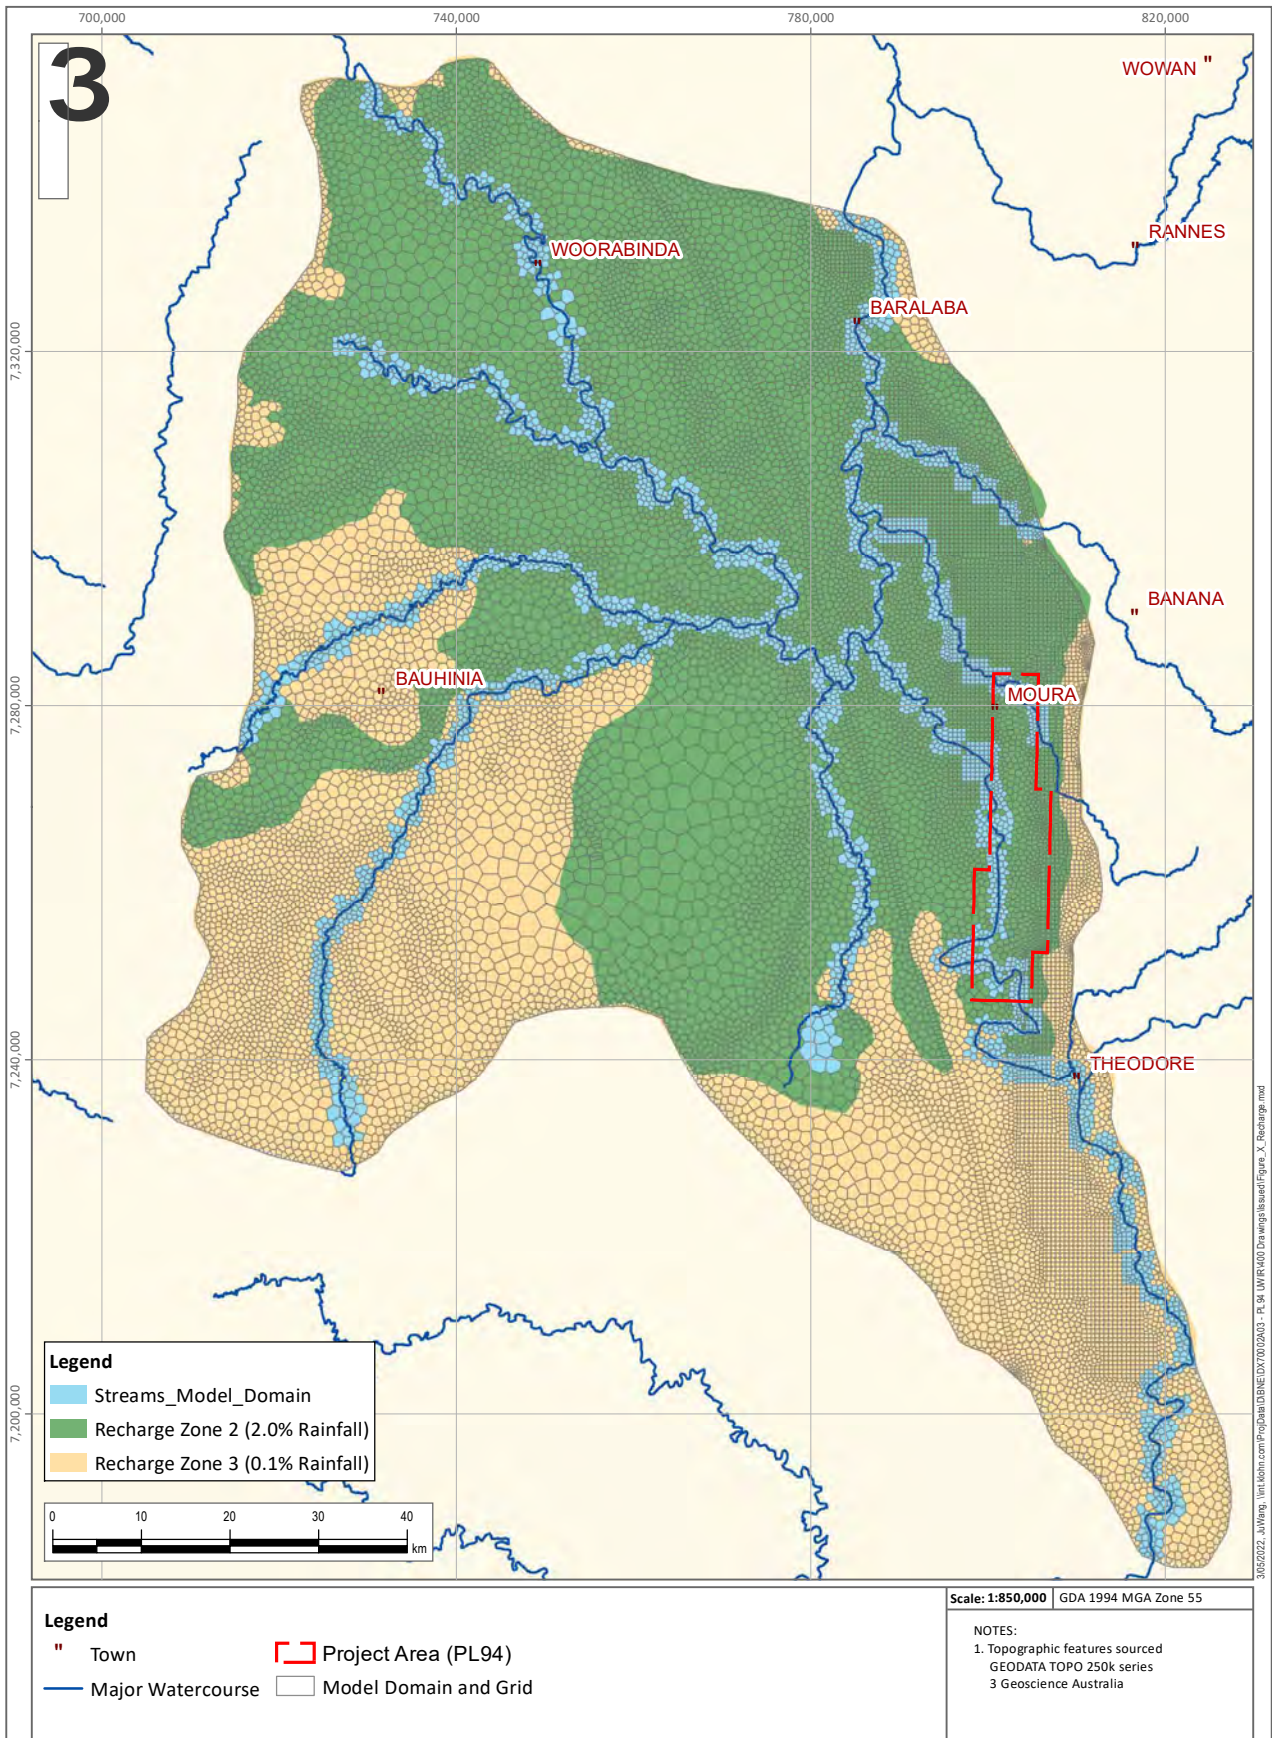 700,000
740,000
780,000
820,000
3
WOWAN
RANNES
WOORABINDA
BARALABA
7,320,000
BANANA
BAUHINIA
MOURA
7,280,000
THEODORE
7,240,000
7,200,000
Legend
Streams_Model_Domain
Recharge Zone 2 (2.0% Rainfall)
Recharge Zone 3 (0.1% Rainfall)
0 10 20 30 40
km
Legend
" Town
Project Area (PL94)
Major Watercourse
Model Domain and Grid
Scale: 1:850,000
GDA 1994 MGA Zone 55
NOTES:
1. Topographic features sourced
GEODATA TOPO 250k series
3 Geoscience Australia